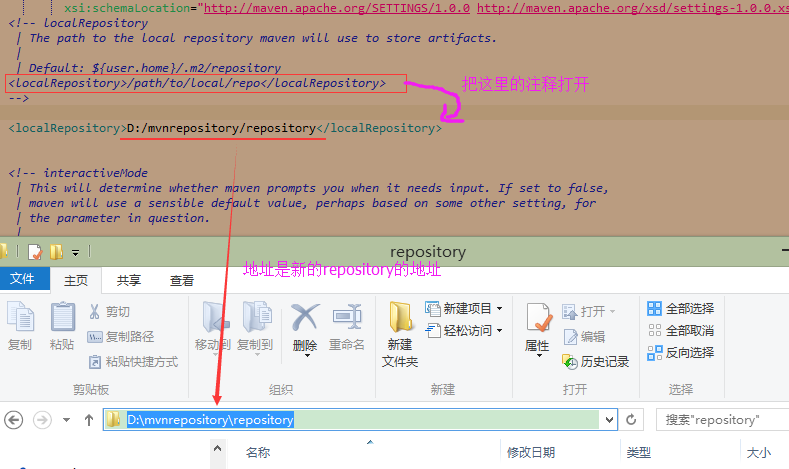 xsi:schemaLocation="http://maven.apache.org/SETTINGS/1.0.0 http://maven.apache.org/xsd/settings-1.0.0.xs
<!-- localRepository
| The path to the local repository maven will use to store artifacts.
|
| Default: ${user.home}/.m2/repository
<localRepository>/path/to/local/repo</localRepository>
把这里的注释打开
-->
<localRepository>D:/mvnrepository/repository</localRepository>
<!-- interactiveMode
| This will determine whether maven prompts you when it needs input. If set to false,
| maven will use a sensible default value, perhaps based on some other setting, for
| the parameter in question.
|
repository
地址是新的repository的地址
文件 主页 共享 查看
复制 粘贴 剪切 复制路径 粘贴快捷方式
移动到 复制到 删除 重命名
新建文件夹 新建项目 轻松访问
属性 打开 编辑 历史记录
全部选择 全部取消 反向选择
剪贴板 组织 新建 打开 选择
D:\mvnrepository\repository 搜索"repository"
名称 修改日期 类型 大小